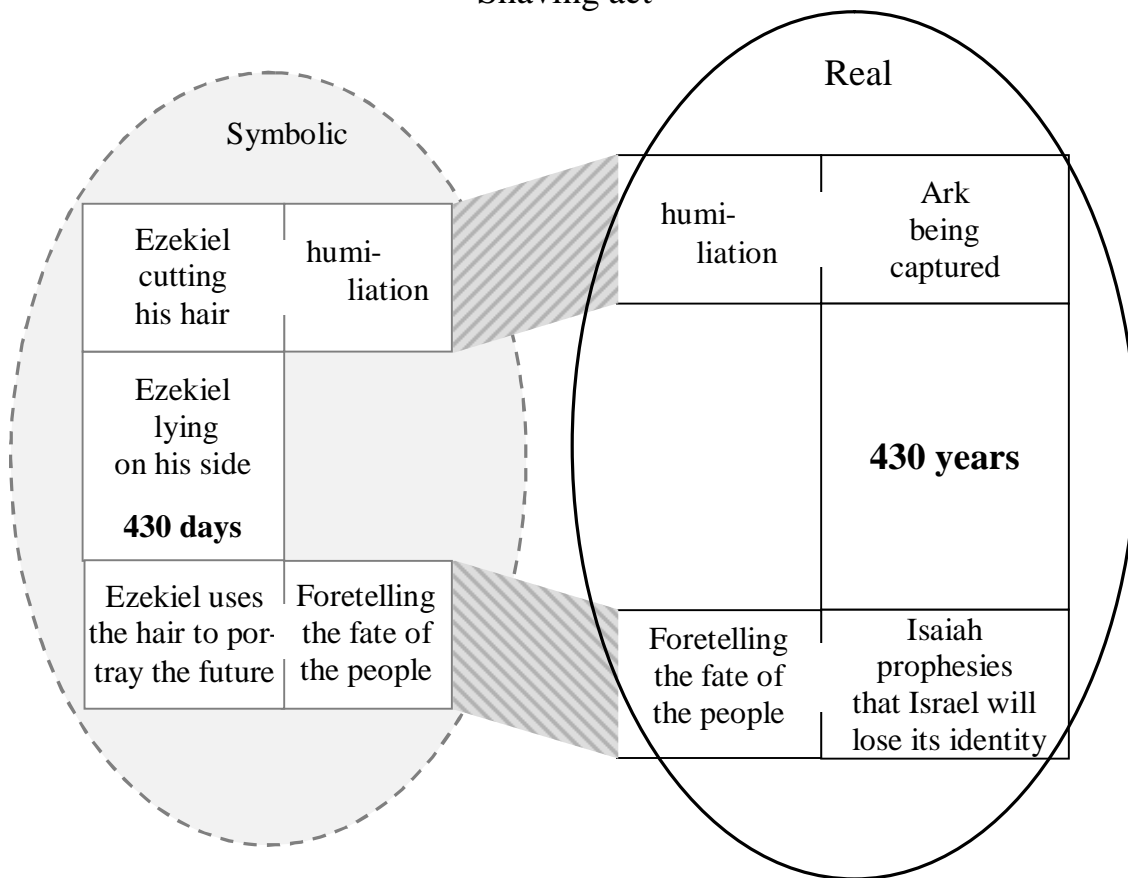 Shaving act
Symbolic
Ezekiel
cutting
his hair
humi-
liation
Ezekiel
lying
on his side
430 days
Ezekiel uses
the hair to por-
tray the future
Foretelling
the fate of
the people
Real
humi-
liation
Ark
being
captured
430 years
Foretelling
the fate of
the people
Isaiah
prophesies
that Israel will
lose its identity